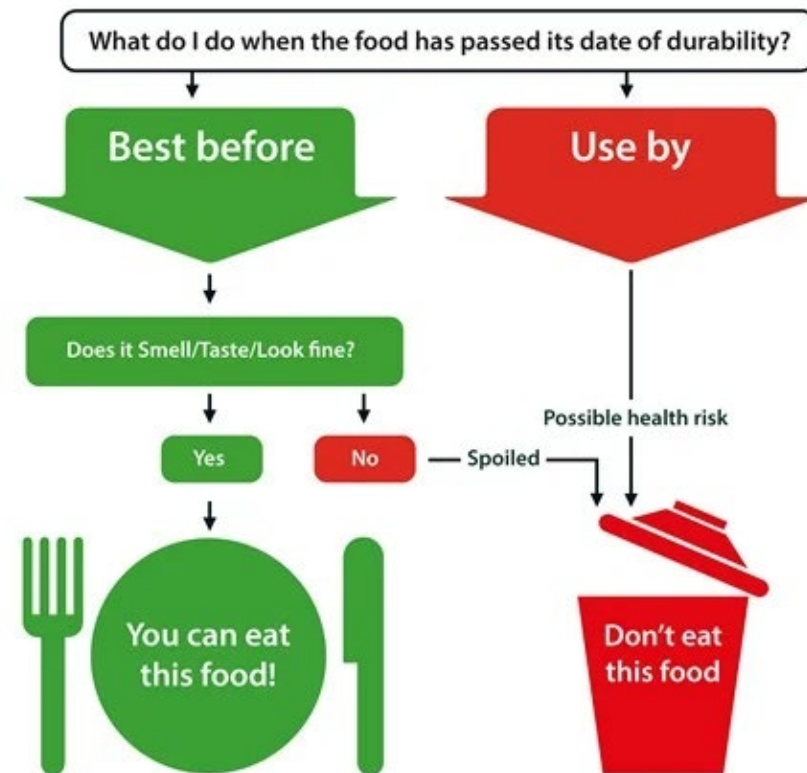 What do I do when the food has passed its date of durability?
Best before
Use by
Does it Smell/Taste/Look fine?
Possible health risk
Yes
No
Spoiled
You can eat
this food!
Don't eat
this food